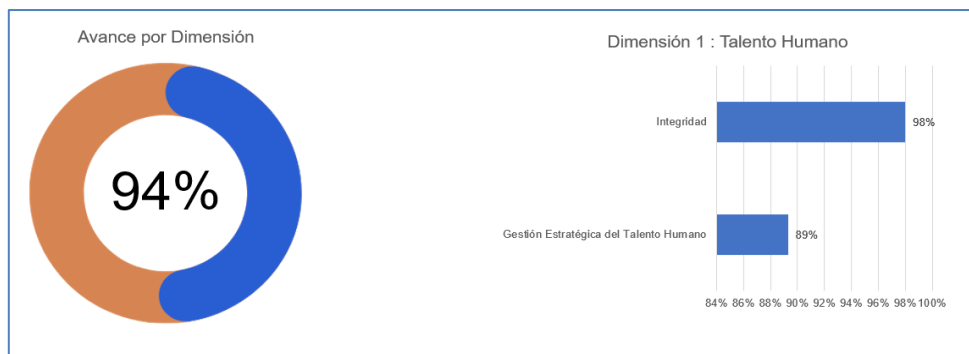 Avance por Dimensión
94%
Dimensión 1 : Talento Humano
Integridad
98%
Gestión Estratégica del Talento Humano
89%
84% 86% 88% 90% 92% 94% 96% 98% 100%